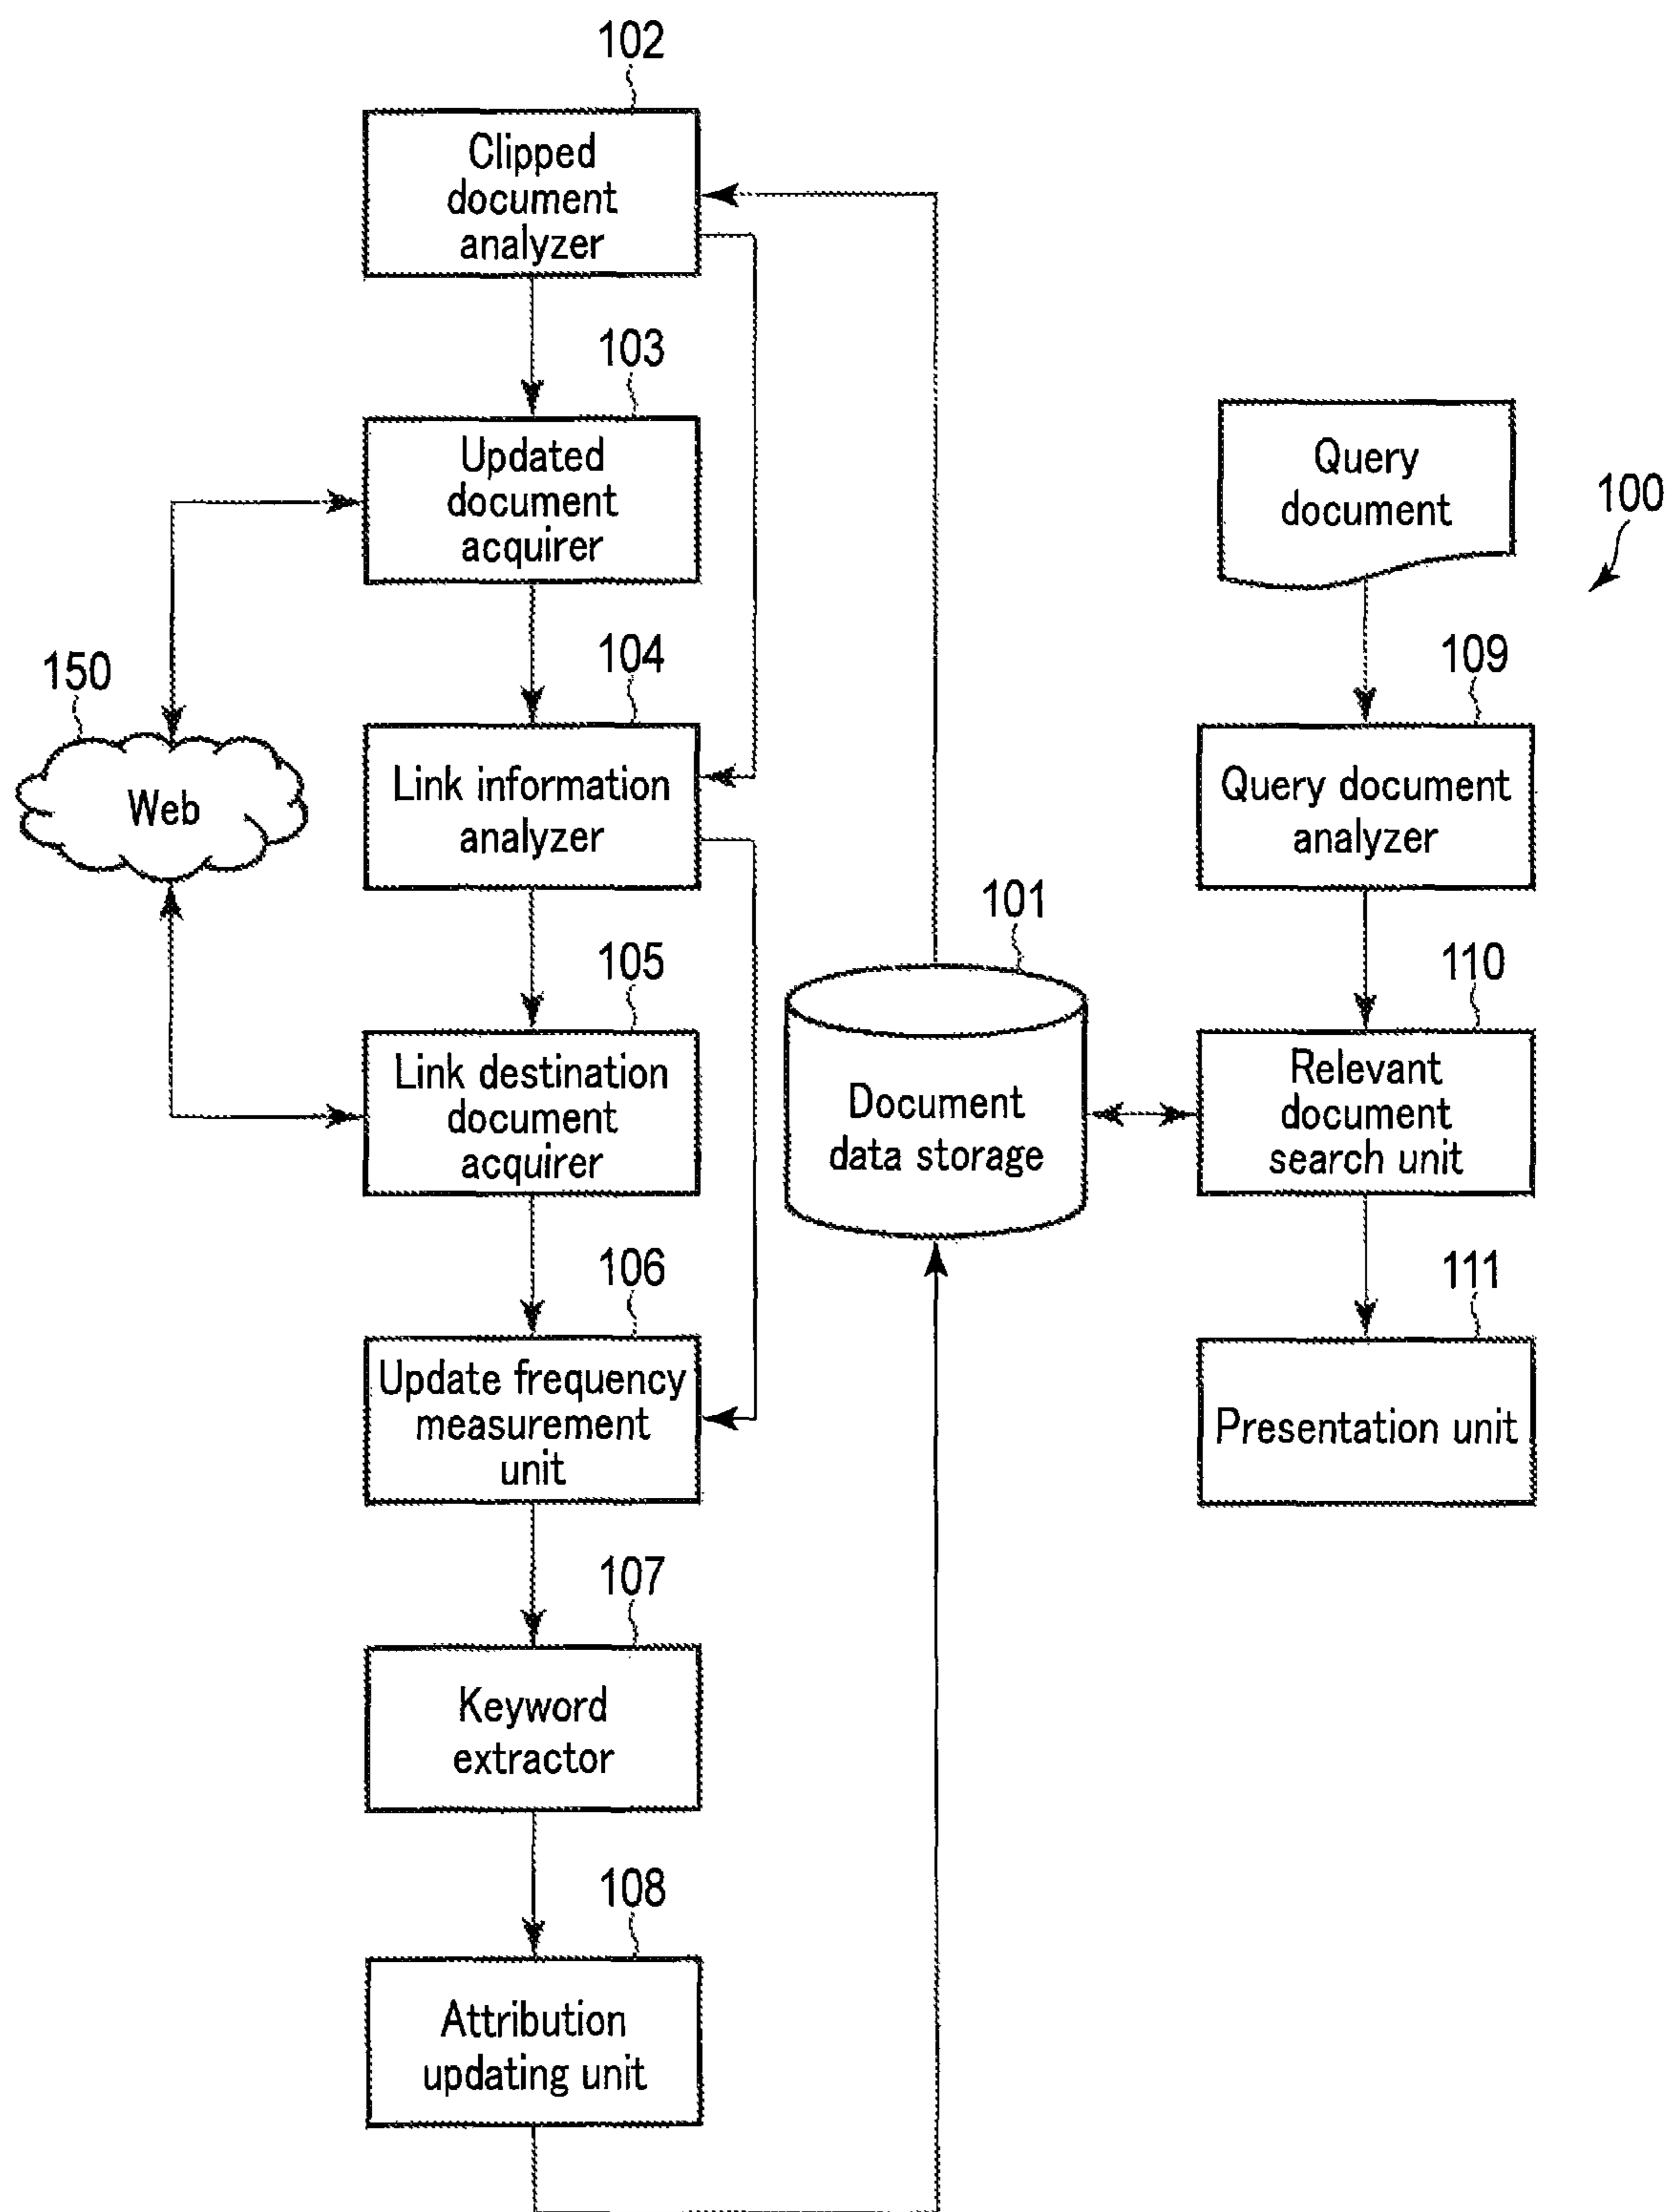 102
Clipped
document
analyzer
103
Updated
document
acquirer
150
Web
104
Link information
analyzer
105
Link destination
document
acquirer
106
Update frequency
measurement
unit
107
Keyword
extractor
108
Attribution
updating unit
101
Document
data storage
100
Query
document
109
Query document
analyzer
110
Relevant
document
search unit
111
Presentation unit